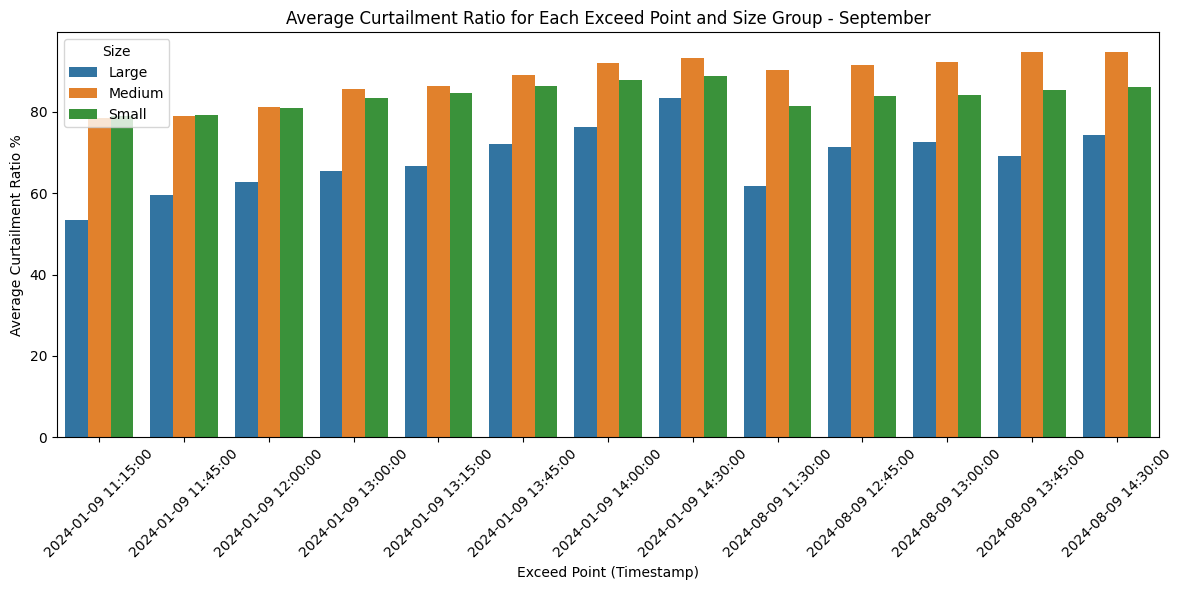 Average Curtailment Ratio for Each Exceed Point and Size Group - September
Size
Large
Medium
Small
Average Curtailment Ratio %
80
60
40
20
0
2024-01-09 11:15:00
2024-01-09 11:45:00
2024-01-09 12:00:00
2024-01-09 13:00:00
2024-01-09 13:15:00
2024-01-09 13:45:00
2024-01-09 14:00:00
2024-01-09 14:30:00
2024-08-09 11:30:00
2024-08-09 12:45:00
2024-08-09 13:00:00
2024-08-09 13:45:00
2024-08-09 14:30:00
Exceed Point (Timestamp)